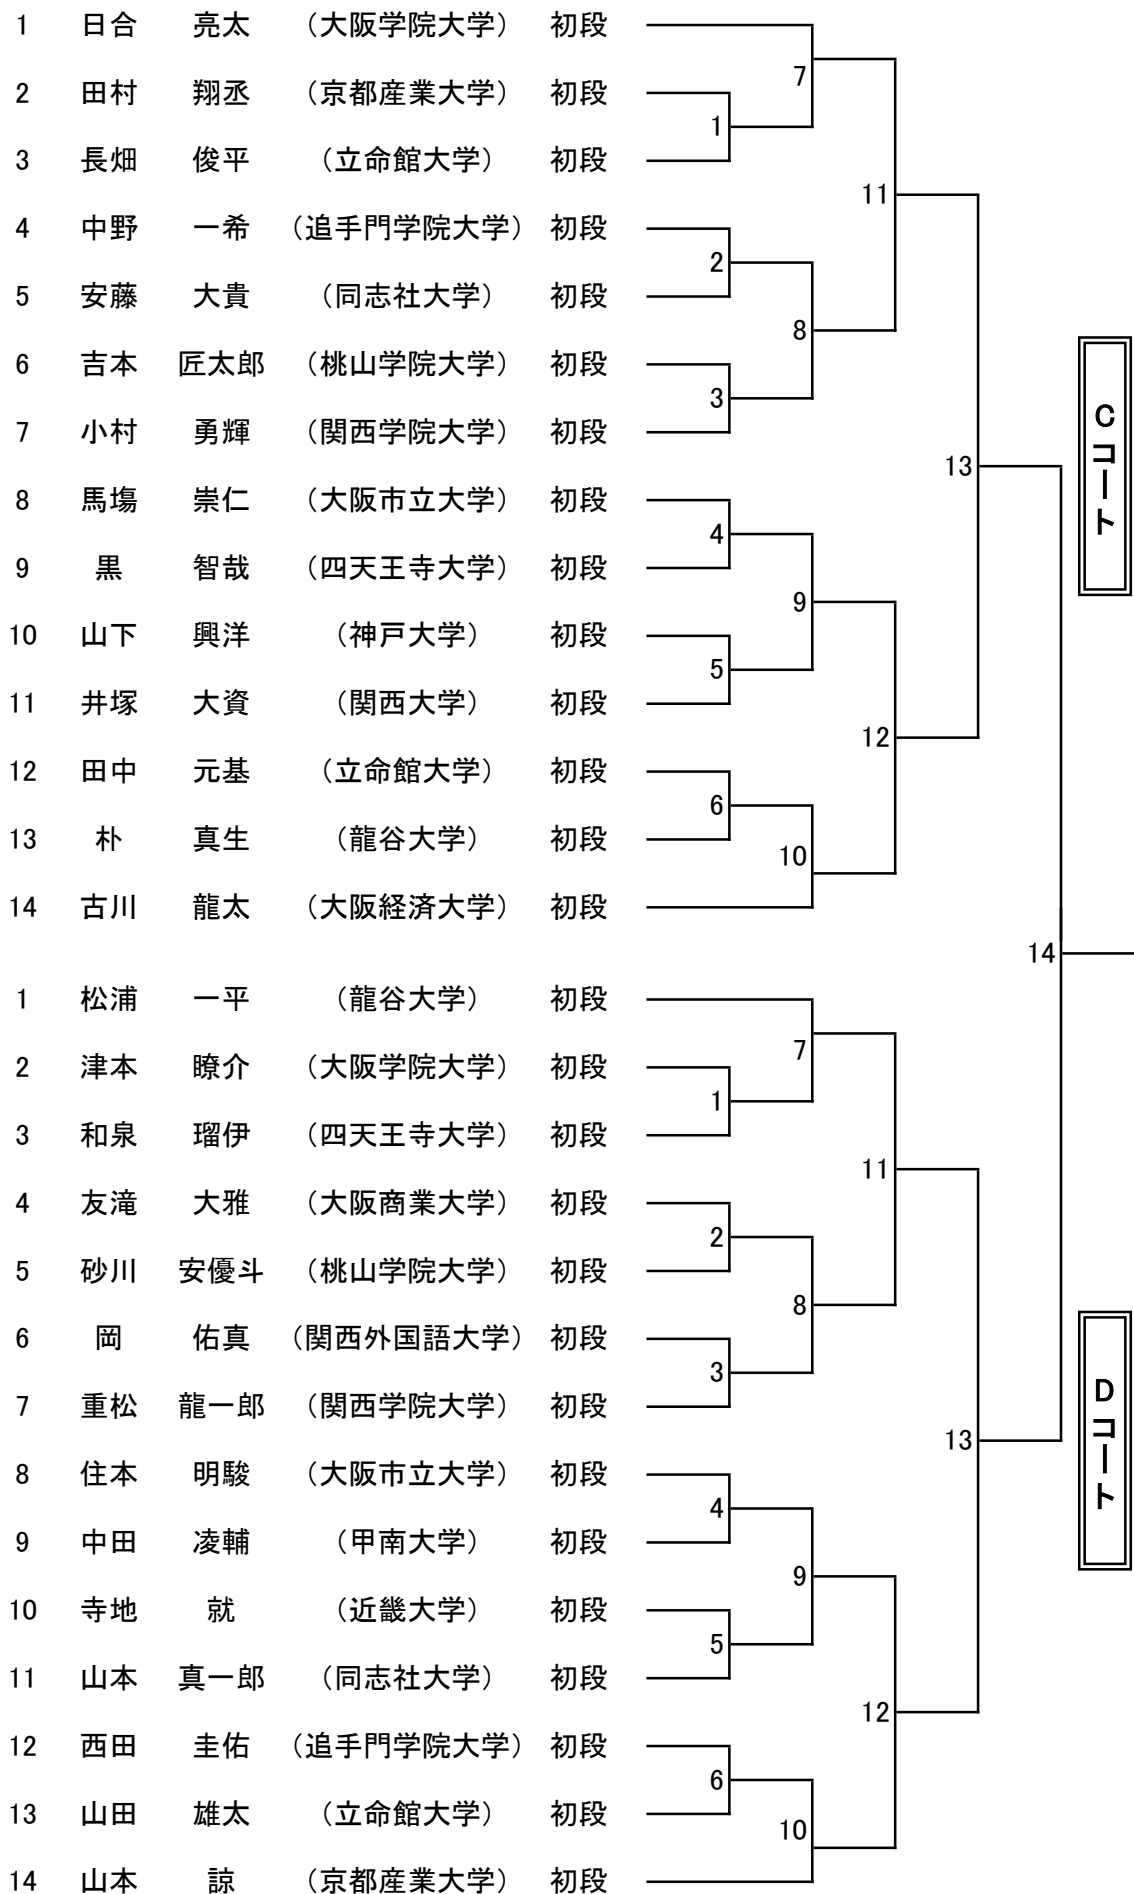 1 日合 亮太 （大阪学院大学） 初段
7
2 田村 翔丞 （京都産業大学） 初段
1
3 長畑 俊平 （立命館大学） 初段
11
4 中野 一希 （追手門学院大学） 初段
2
5 安藤 大貴 （同志社大学） 初段
8
6 吉本 匠太郎 （桃山学院大学） 初段
3
7 小村 勇輝 （関西学院大学） 初段
Cコート
13
8 馬塲 崇仁 （大阪市立大学） 初段
4
9 黒 智哉 （四天王寺大学） 初段
9
10 山下 興洋 （神戸大学） 初段
5
11 井塚 大資 （関西大学） 初段
12
12 田中 元基 （立命館大学） 初段
6
13 朴 真生 （龍谷大学） 初段
10
14 古川 龍太 （大阪経済大学） 初段
14
1 松浦 一平 （龍谷大学） 初段
7
2 津本 瞭介 （大阪学院大学） 初段
1
3 和泉 瑠伊 （四天王寺大学） 初段
11
4 友滝 大雅 （大阪商業大学） 初段
2
5 砂川 安優斗 （桃山学院大学） 初段
8
6 岡 佑真 （関西外国語大学） 初段
3
7 重松 龍一郎 （関西学院大学） 初段
Dコート
13
8 住本 明駿 （大阪市立大学） 初段
4
9 中田 凌輔 （甲南大学） 初段
9
10 寺地 就 （近畿大学） 初段
5
11 山本 真一郎 （同志社大学） 初段
12
12 西田 圭佑 （追手門学院大学） 初段
6
13 山田 雄太 （立命館大学） 初段
10
14 山本 諒 （京都産業大学） 初段